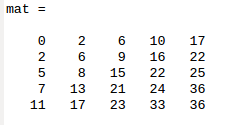 mat =
0 2 6 10 17
2 6 9 16 22
5 8 15 22 25
7 13 21 24 36
11 17 23 33 36